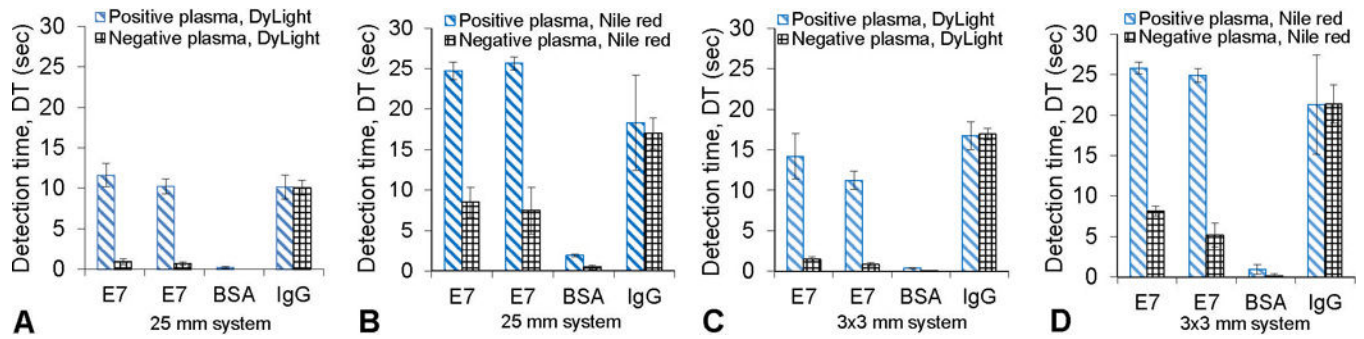 Positive plasma, DyLight
Negative plasma, DyLight
Detection time, DT (sec)
30
25
20
15
10
5
0
E7 E7 BSA IgG
25 mm system
A
Positive plasma, Nile red
Negative plasma, Nile red
Detection time, DT (sec)
30
25
20
15
10
5
0
E7 E7 BSA IgG
25 mm system
B
Positive plasma, DyLight
Negative plasma, DyLight
Detection time, DT (sec)
30
25
20
15
10
5
0
E7 E7 BSA IgG
3x3 mm system
C
Positive plasma, Nile red
Negative plasma, Nile red
Detection time, DT (sec)
30
25
20
15
10
5
0
E7 E7 BSA IgG
3x3 mm system
D